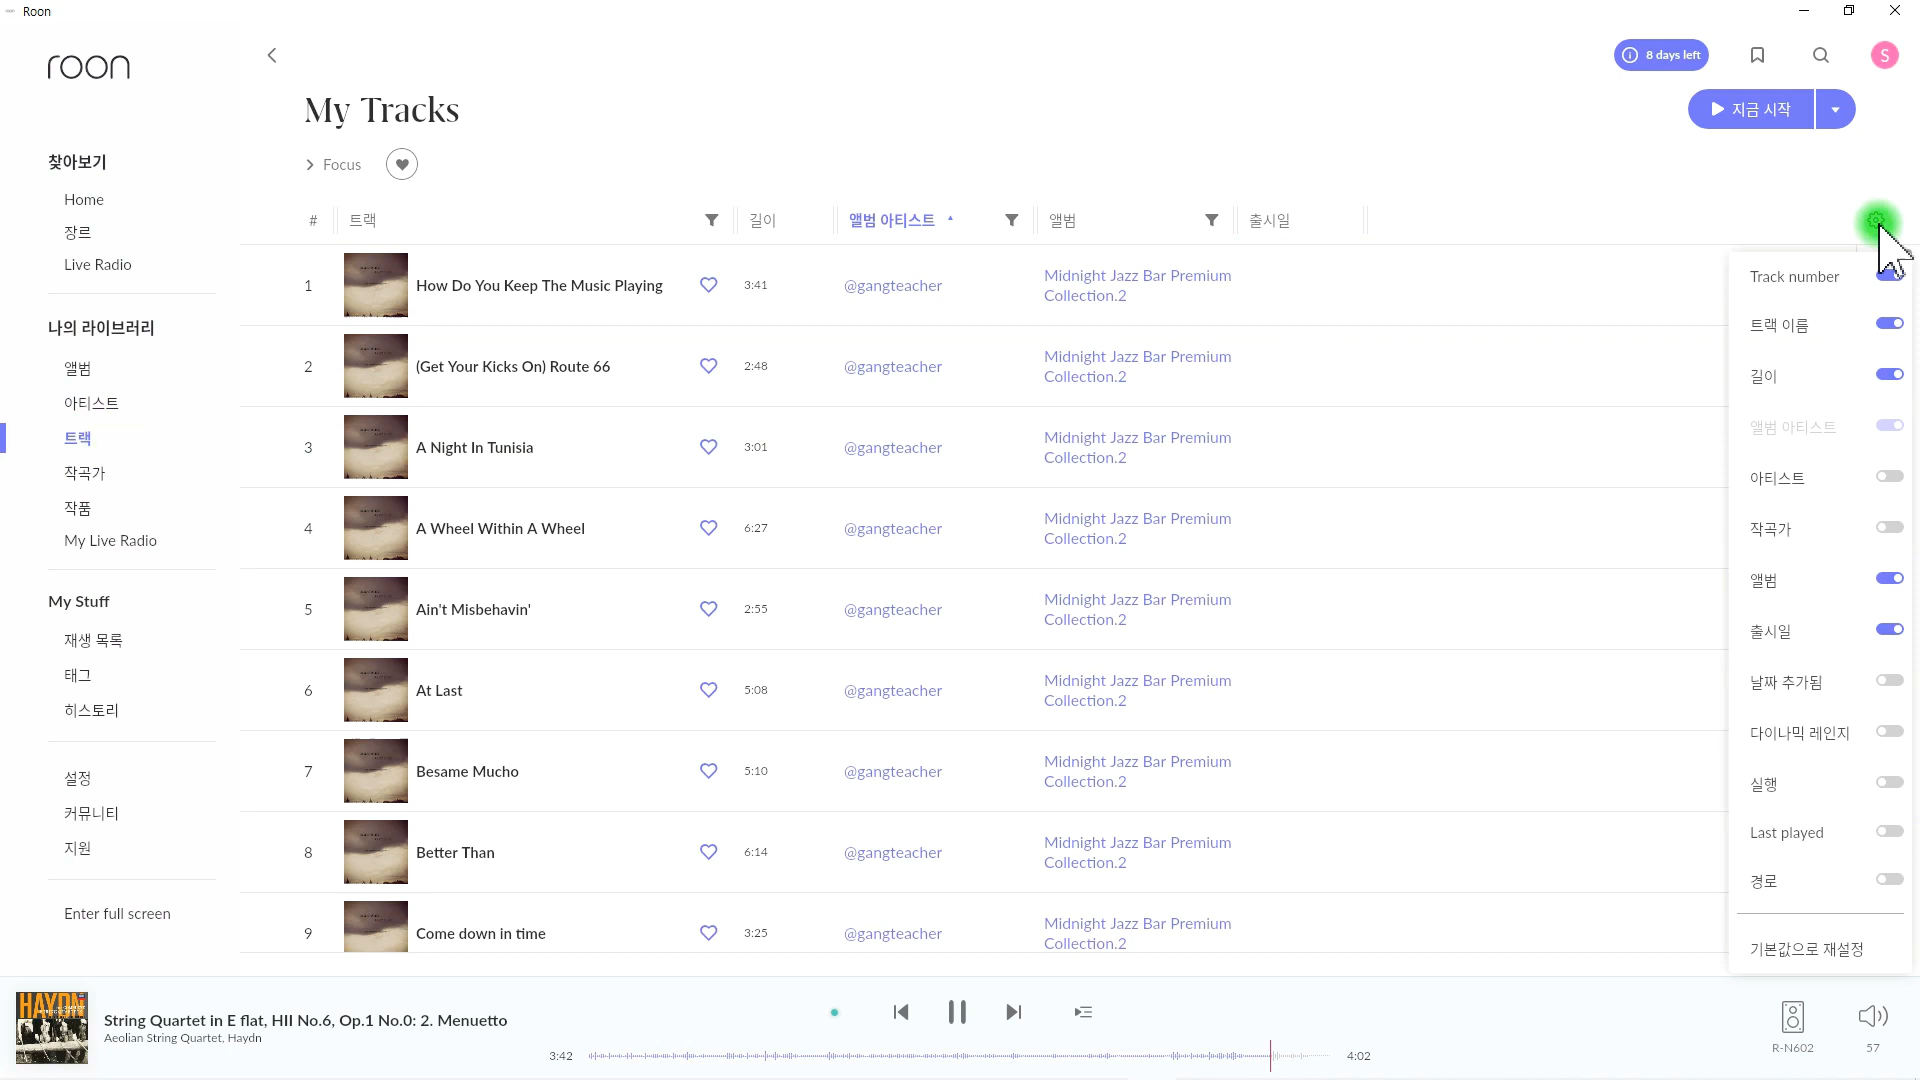 Roon
roon
8 days left
S
My Tracks
지금 시작
Focus
찾아보기
Home
장르
Live Radio
나의 라이브러리
앨범
아티스트
트랙
작곡가
작품
My Live Radio
My Stuff
재생 목록
태그
히스토리
설정
커뮤니티
지원
Enter full screen
# 트랙 길이 앨범 아티스트 앨범 출시일
1 How Do You Keep The Music Playing 3:41 @gangteacher Midnight Jazz Bar Premium
Collection.2
2 (Get Your Kicks On) Route 66 2:48 @gangteacher Midnight Jazz Bar Premium
Collection.2
3 A Night In Tunisia 3:01 @gangteacher Midnight Jazz Bar Premium
Collection.2
4 A Wheel Within A Wheel 6:27 @gangteacher Midnight Jazz Bar Premium
Collection.2
5 Ain't Misbehavin' 2:55 @gangteacher Midnight Jazz Bar Premium
Collection.2
6 At Last 5:08 @gangteacher Midnight Jazz Bar Premium
Collection.2
7 Besame Mucho 5:10 @gangteacher Midnight Jazz Bar Premium
Collection.2
8 Better Than 6:14 @gangteacher Midnight Jazz Bar Premium
Collection.2
9 Come down in time 3:25 @gangteacher Midnight Jazz Bar Premium
Collection.2
Track number
트랙 이름
길이
앨범 아티스트
아티스트
작곡가
앨범
출시일
날짜 추가됨
다이나믹 레인지
실행
Last played
경로
기본값으로 재설정
HAYDN
String Quartet in E flat, HII No.6, Op.1 No.0: 2. Menuetto
Aeolian String Quartet, Haydn
3:42
4:02
R-N602
57